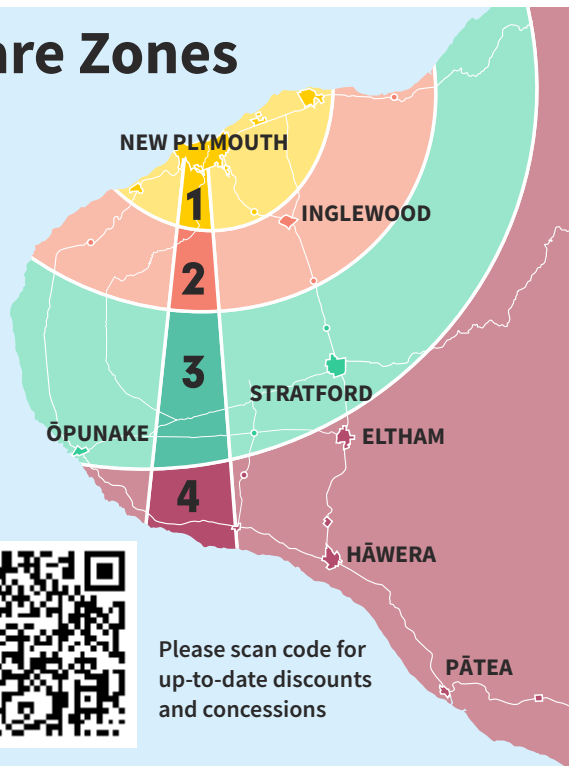 are Zones
NEW PLYMOUTH
1
INGLEWOOD
2
3
STRATFORD
ŌPUNAKE
ELTHAM
4
HĀWERA
Please scan code for
up-to-date discounts
and concessions
PĀTEA